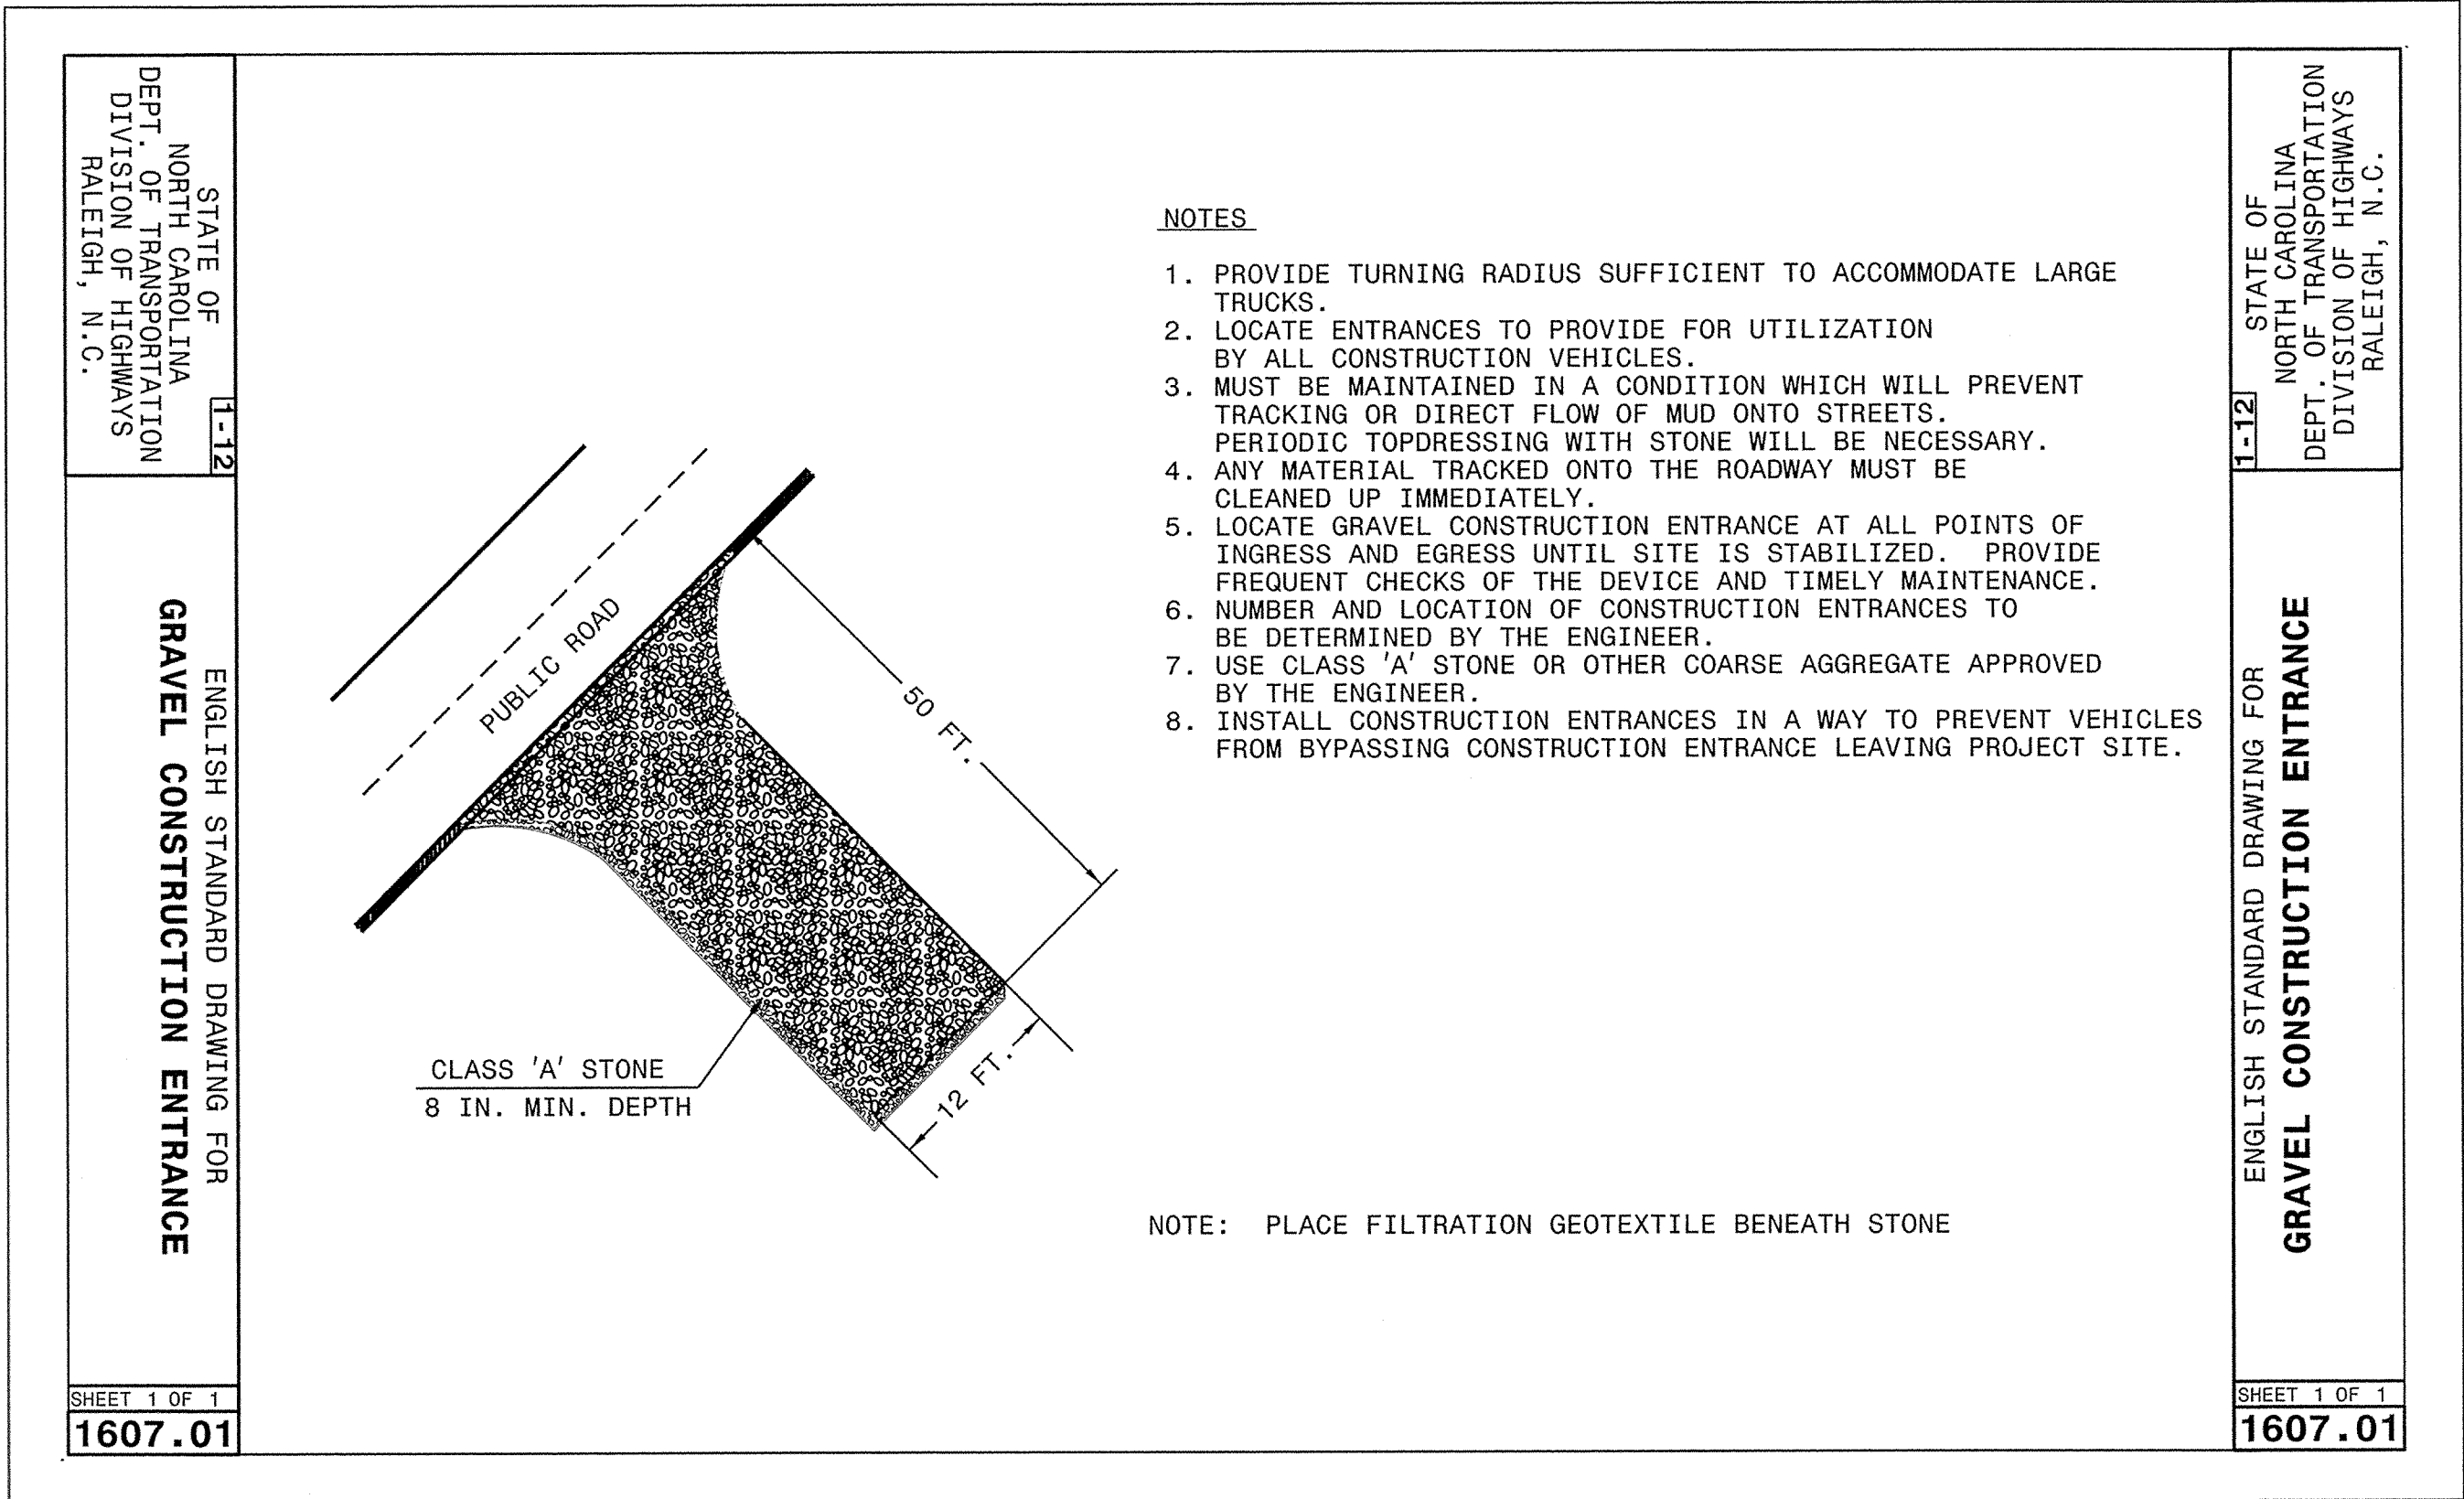 STATE OF
NORTH CAROLINA
DEPT. OF TRANSPORTATION
DIVISION OF HIGHWAYS
RALEIGH, N.C.
1-12
ENGLISH STANDARD DRAWING FOR
GRAVEL CONSTRUCTION ENTRANCE
SHEET 1 OF 1
1607.01
PUBLIC ROAD
50 FT.
12 FT.
CLASS 'A' STONE
8 IN. MIN. DEPTH
NOTES
1. PROVIDE TURNING RADIUS SUFFICIENT TO ACCOMMODATE LARGE
TRUCKS.
2. LOCATE ENTRANCES TO PROVIDE FOR UTILIZATION
BY ALL CONSTRUCTION VEHICLES.
3. MUST BE MAINTAINED IN A CONDITION WHICH WILL PREVENT
TRACKING OR DIRECT FLOW OF MUD ONTO STREETS.
PERIODIC TOPDRESSING WITH STONE WILL BE NECESSARY.
4. ANY MATERIAL TRACKED ONTO THE ROADWAY MUST BE
CLEANED UP IMMEDIATELY.
5. LOCATE GRAVEL CONSTRUCTION ENTRANCE AT ALL POINTS OF
INGRESS AND EGRESS UNTIL SITE IS STABILIZED. PROVIDE
FREQUENT CHECKS OF THE DEVICE AND TIMELY MAINTENANCE.
6. NUMBER AND LOCATION OF CONSTRUCTION ENTRANCES TO
BE DETERMINED BY THE ENGINEER.
7. USE CLASS 'A' STONE OR OTHER COARSE AGGREGATE APPROVED
BY THE ENGINEER.
8. INSTALL CONSTRUCTION ENTRANCES IN A WAY TO PREVENT VEHICLES
FROM BYPASSING CONSTRUCTION ENTRANCE LEAVING PROJECT SITE.
NOTE: PLACE FILTRATION GEOTEXTILE BENEATH STONE
STATE OF
NORTH CAROLINA
DEPT. OF TRANSPORTATION
DIVISION OF HIGHWAYS
RALEIGH, N.C.
1-12
ENGLISH STANDARD DRAWING FOR
GRAVEL CONSTRUCTION ENTRANCE
SHEET 1 OF 1
1607.01